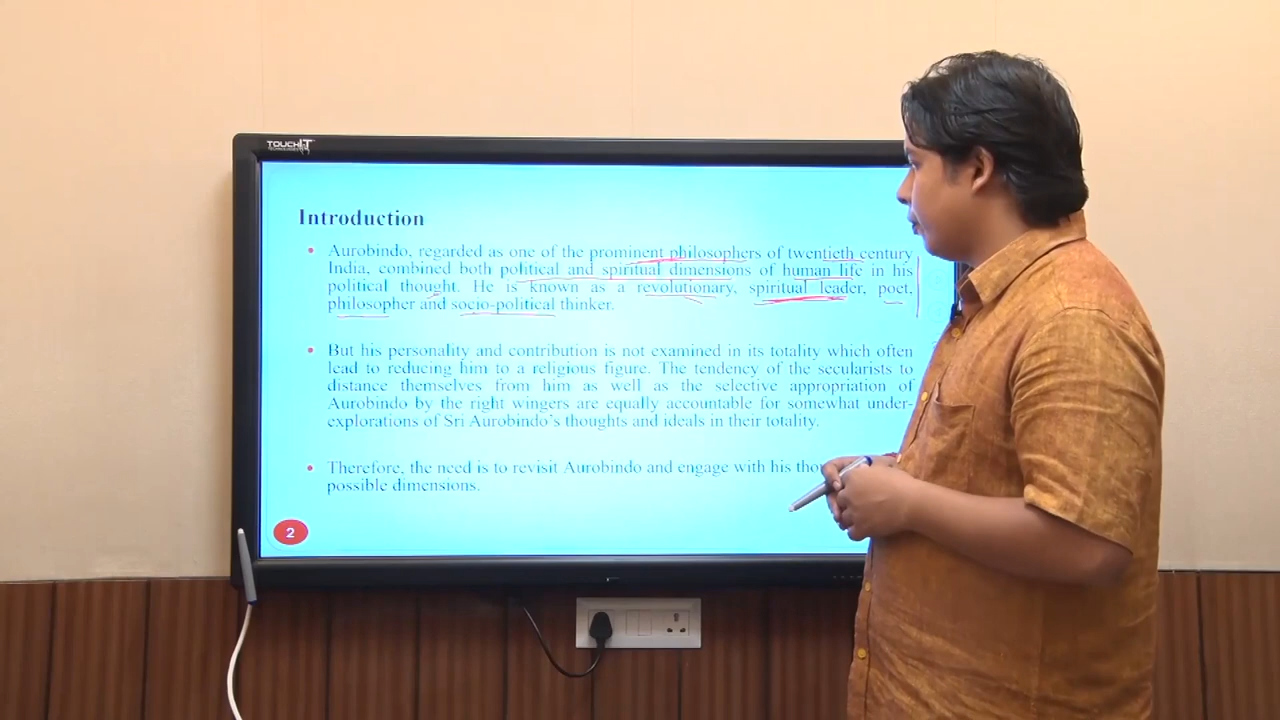 TOUCHIT
TECHNOLOGIES
Introduction
Aurobindo, regarded as one of the prominent philosophers of twentieth century
India, combined both political and spiritual dimensions of human life in his
political thought. He is known as a revolutionary, spiritual leader, poet,
philosopher and socio-political thinker.
But his personality and contribution is not examined in its totality which often
lead to reducing him to a religious figure. The tendency of the secularists to
distance themselves from him as well as the selective appropriation of
Aurobindo by the right wingers are equally accountable for somewhat under-
explorations of Sri Aurobindo's thoughts and ideals in their totality.
Therefore, the need is to revisit Aurobindo and engage with his
possible dimensions.
2